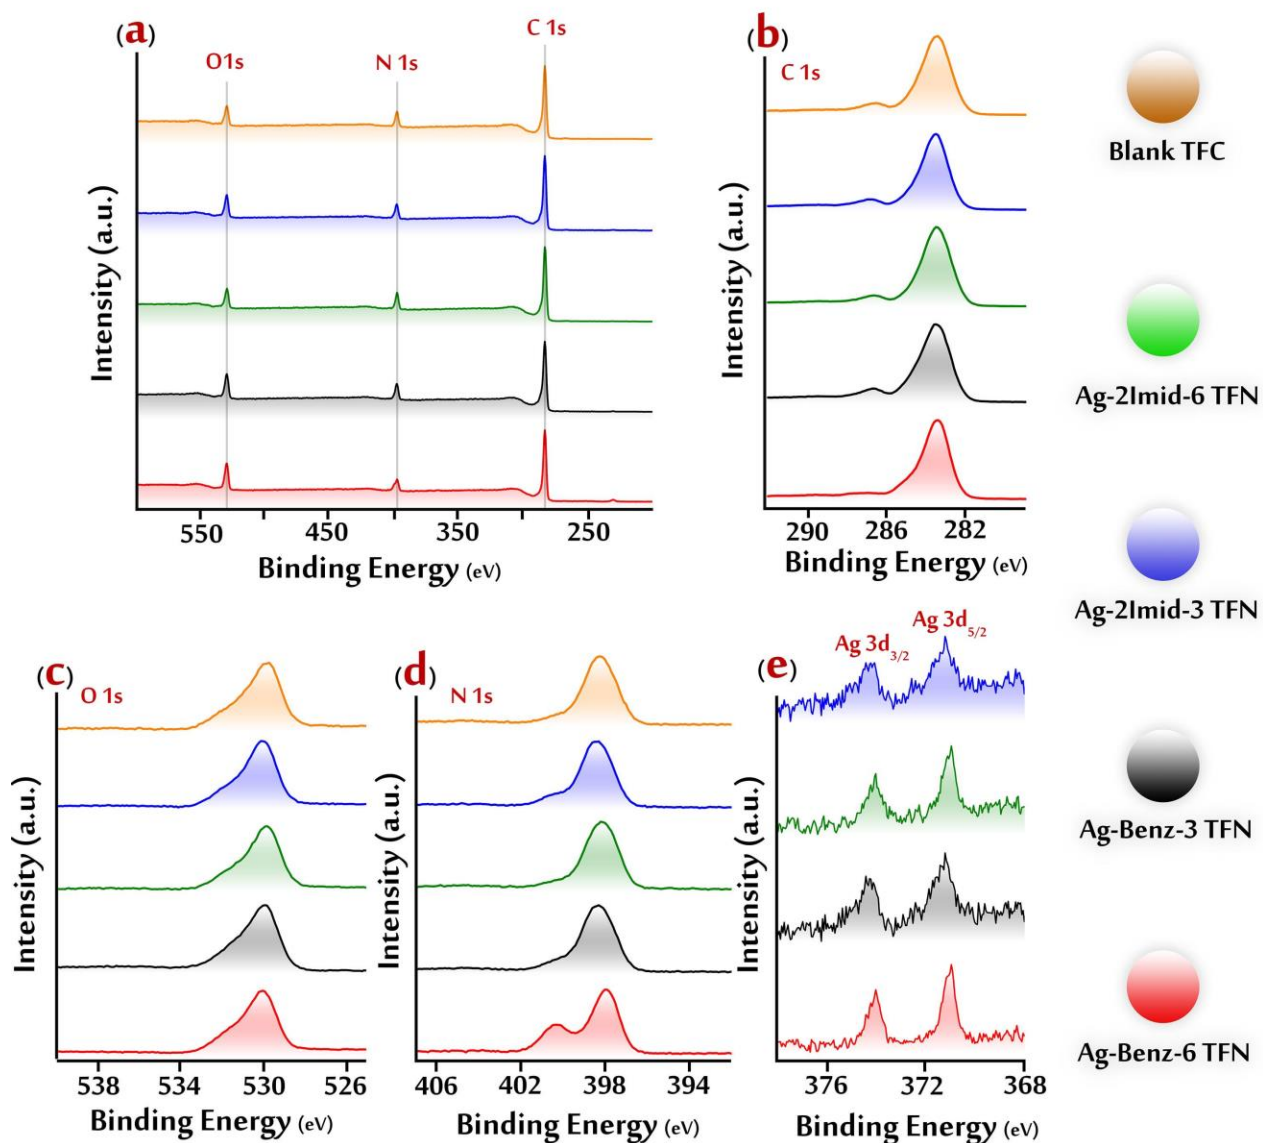 (a)
O1s
N 1s
C 1s
Intensity (a.u.)
550
450
350
250
Binding Energy (eV)
(b)
C 1s
Intensity (a.u.)
290
286
282
Binding Energy (eV)
Blank TFC
Ag-2Imid-6 TFN
Ag-2Imid-3 TFN
Ag-Benz-3 TFN
Ag-Benz-6 TFN
(c)
O 1s
Intensity (a.u.)
538
534
530
526
Binding Energy (eV)
(d)
N 1s
Intensity (a.u.)
406
402
398
394
Binding Energy (eV)
(e)
Ag 3d3/2
Ag 3d5/2
Intensity (a.u.)
376
372
368
Binding Energy (eV)